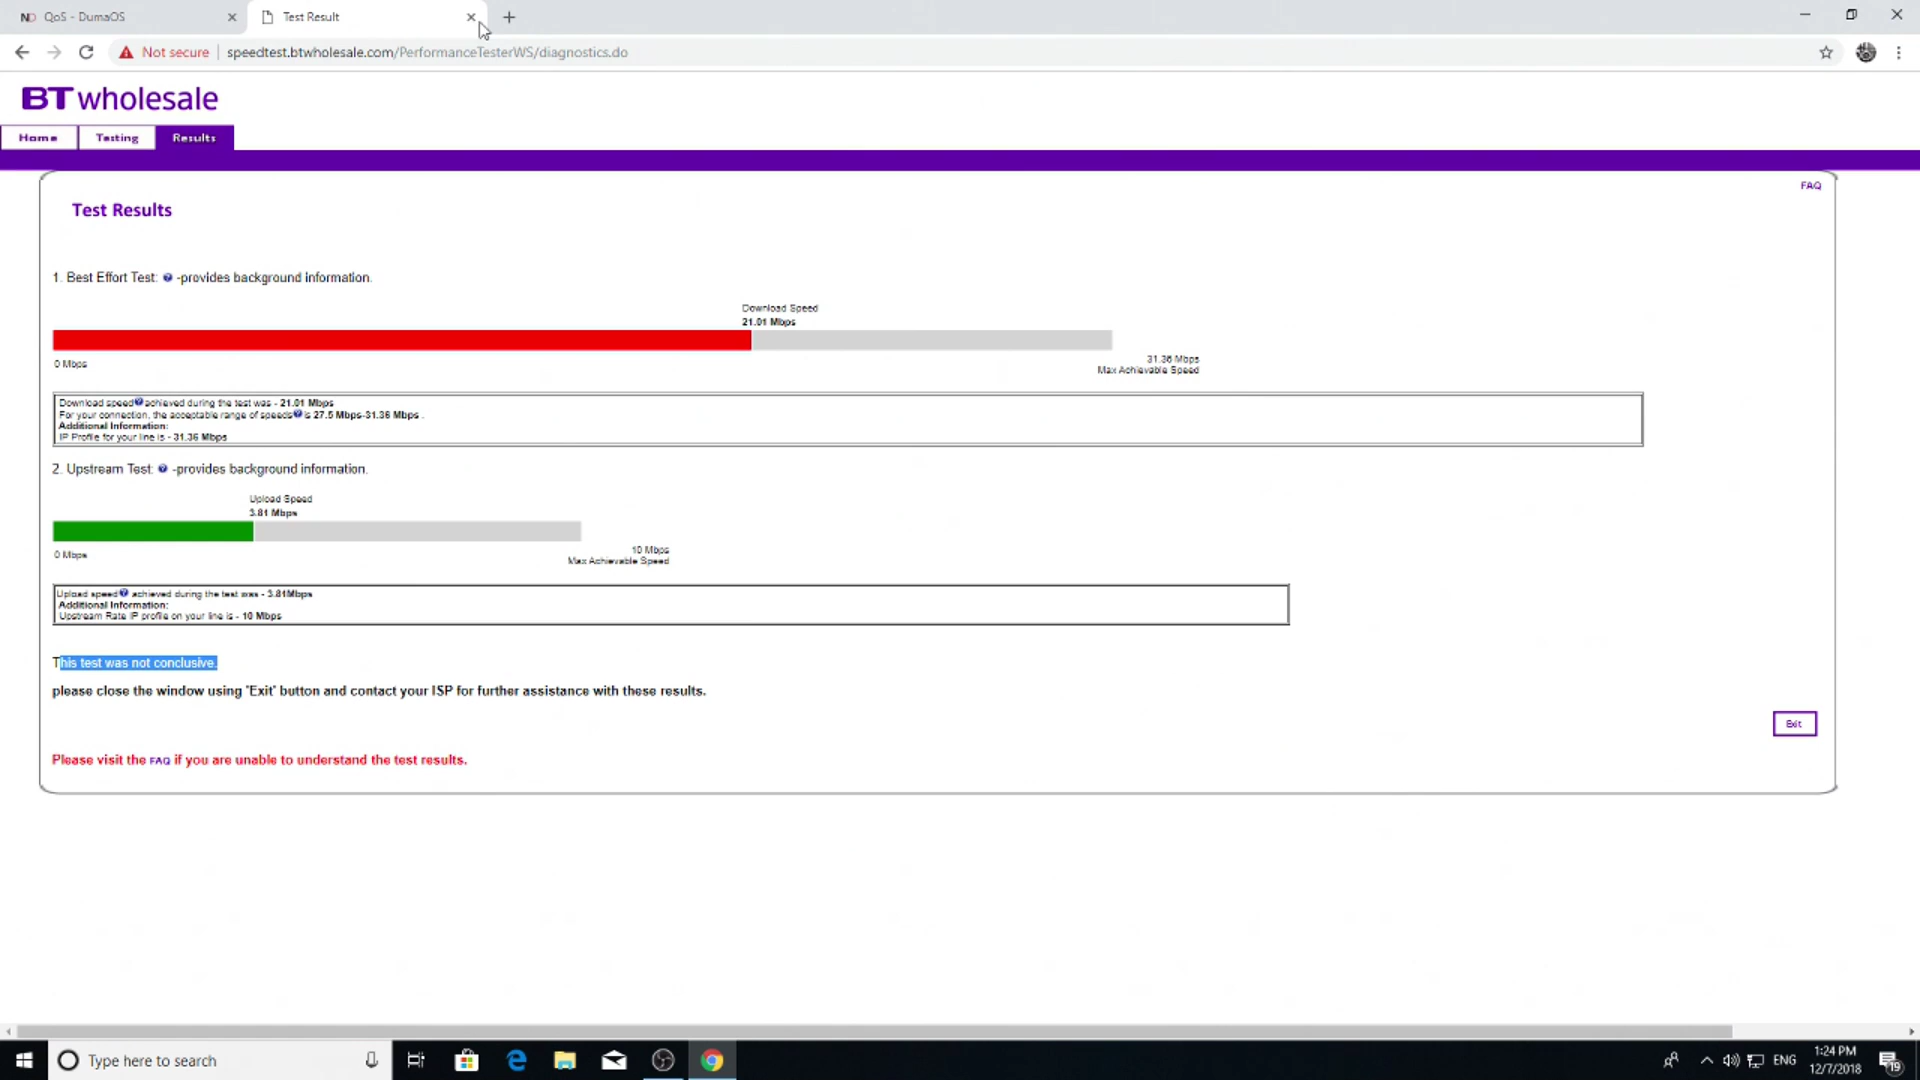 QoS - DumaOS
Test Result
Not secure
speedtest.btwholesale.com/PerformanceTesterWS/diagnostics.do
BT wholesale
Home
Testing
Results
FAQ
Test Results
1. Best Effort Test: -provides background information.
Download Speed
21.01 Mbps
0 Mbps
31.36 Mbps
Max Achievable Speed
Download speed achieved during the test was - 21.01 Mbps
For your connection, the acceptable range of speeds is 27.5 Mbps-31.36 Mbps .
Additional Information:
IP Profile for your line is - 31.36 Mbps
2. Upstream Test: -provides background information.
Upload Speed
3.81 Mbps
0 Mbps
10 Mbps
Max Achievable Speed
Upload speed achieved during the test was - 3.81Mbps
Additional Information:
Upstream Rate IP profile on your line is - 10 Mbps
This test was not conclusive.
please close the window using "Exit" button and contact your ISP for further assistance with these results.
Exit
Please visit the FAQ if you are unable to understand the test results.
Type here to search
ENG
1:24 PM
12/7/2018
19